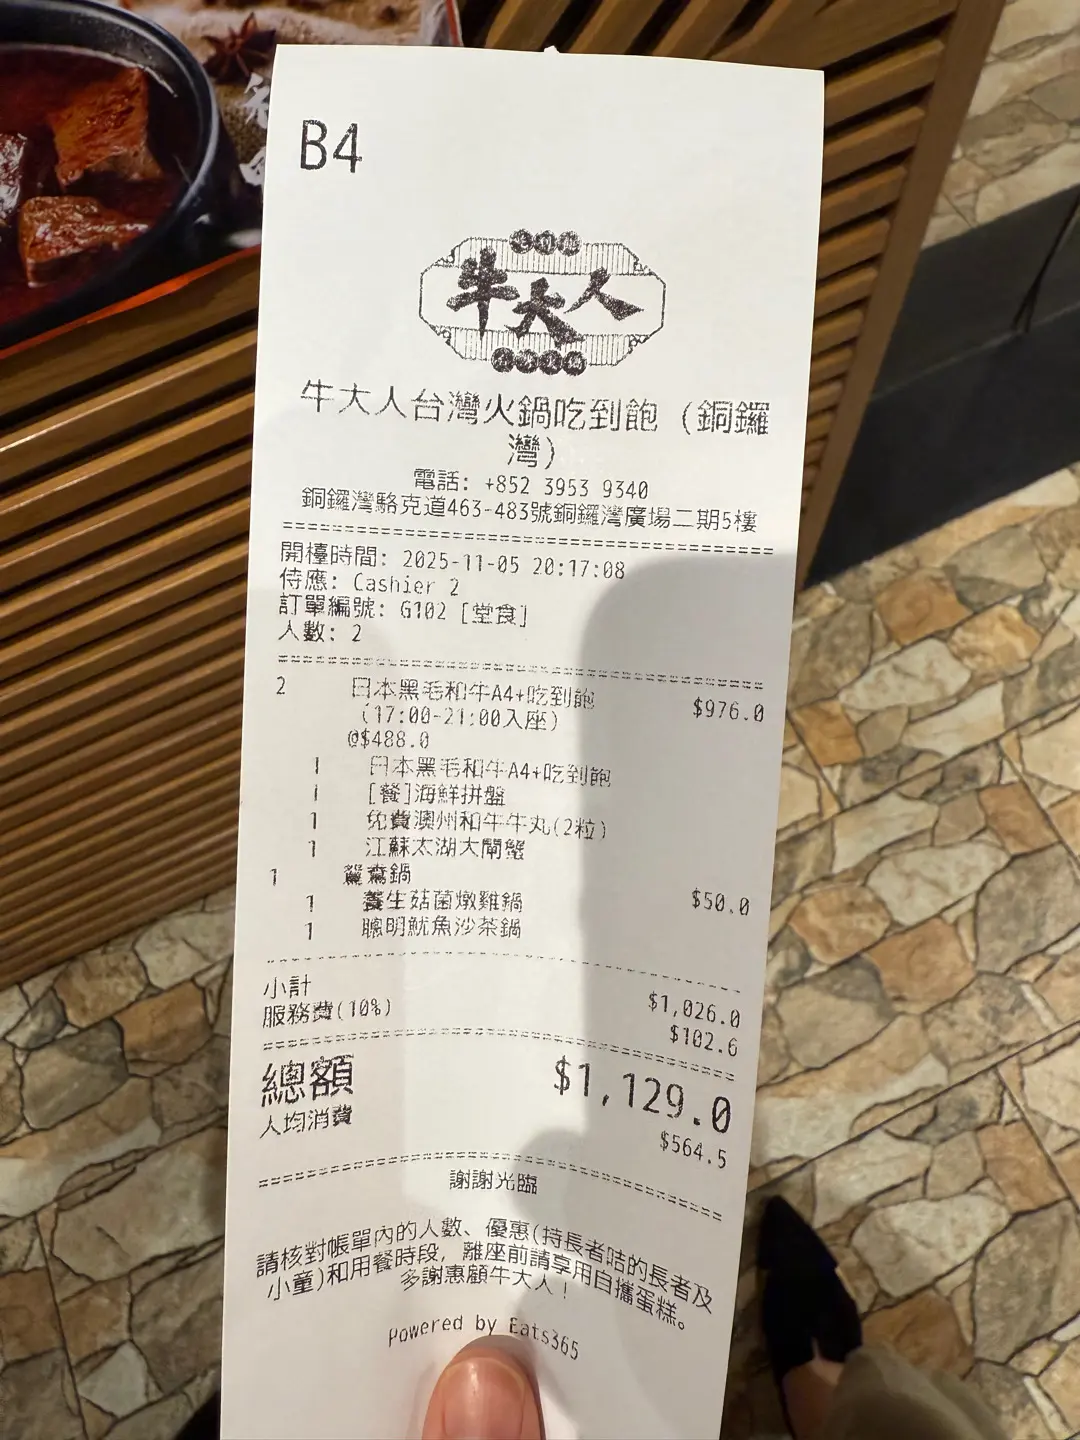 B4
牛大人
牛大人台灣火鍋吃到飽 (銅鑼
灣)
電話: +852 3953 9340
銅鑼灣駱克道463-483號銅鑼灣廣場二期5樓
開檯時間: 2025-11-05 20:17:08
侍應: Cashier 2
訂單編號: G102 [堂食]
人數: 2
2 日本黑毛和牛A4+吃到飽 $976.0
(17:00-21:00入座)
@$488.0
1 日本黑毛和牛A4+吃到飽
1 [餐]海鮮拼盤
1 免費澳州和牛牛丸(2粒)
1 江蘇太湖大閘蟹
1 鴛鴦鍋
1 養生菇菌燉雞鍋 $50.0
1 聰明魷魚沙茶鍋
小計 $1,026.0
服務費(10%) $102.6
總額 $1,129.0
人均消費 $564.5
謝謝光臨
請核對帳單內的人數、優惠(持長者咭的長者及
小童)和用餐時段, 離座前請享用自攜蛋糕。
多謝惠顧牛大人!
Powered by Eats365